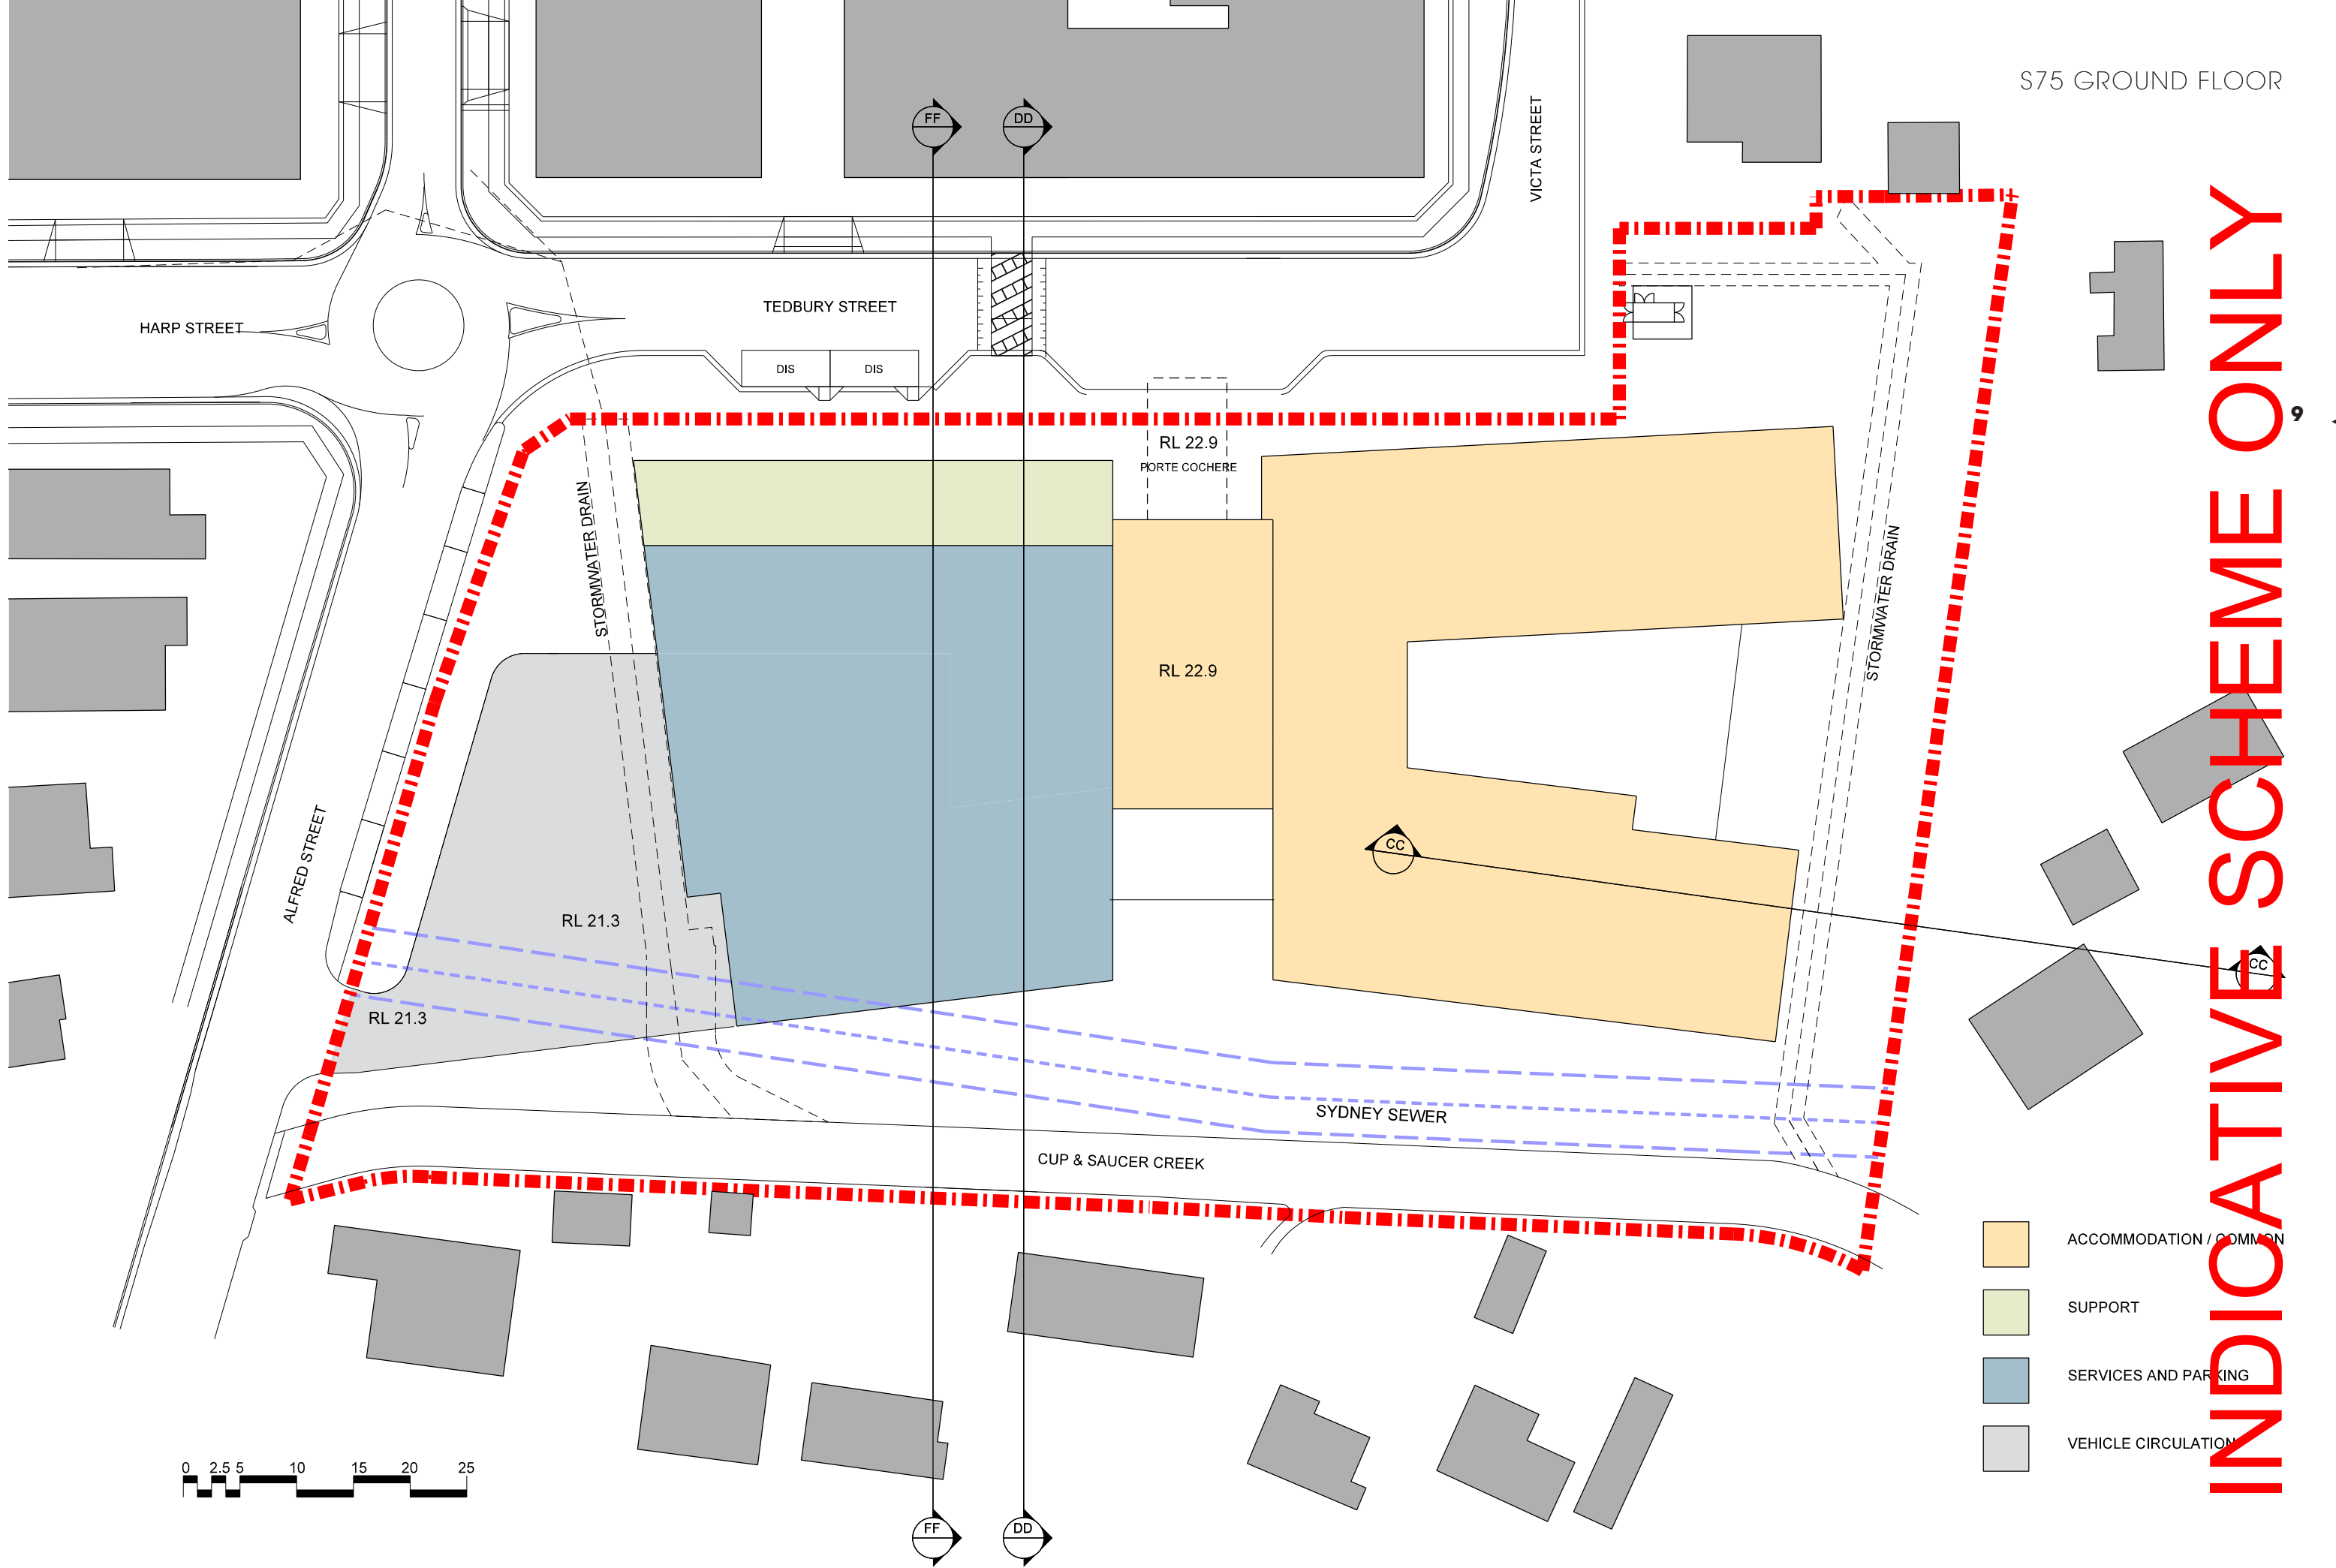 S75 GROUND FLOOR
FF
DD
VICTA STREET
TEDBURY STREET
HARP STREET
DIS
DIS
9
RL 22.9
PORTE COCHERE
STORMWATER DRAIN
STORMWATER DRAIN
RL 22.9
ALFRED STREET
CC
RL 21.3
CC
RL 21.3
SYDNEY SEWER
CUP & SAUCER CREEK
ACCOMMODATION / COMMON
SUPPORT
SERVICES AND PARKING
VEHICLE CIRCULATION
0 2.5 5 10 15 20 25
FF
DD
INDICATIVE SCHEME ONLY